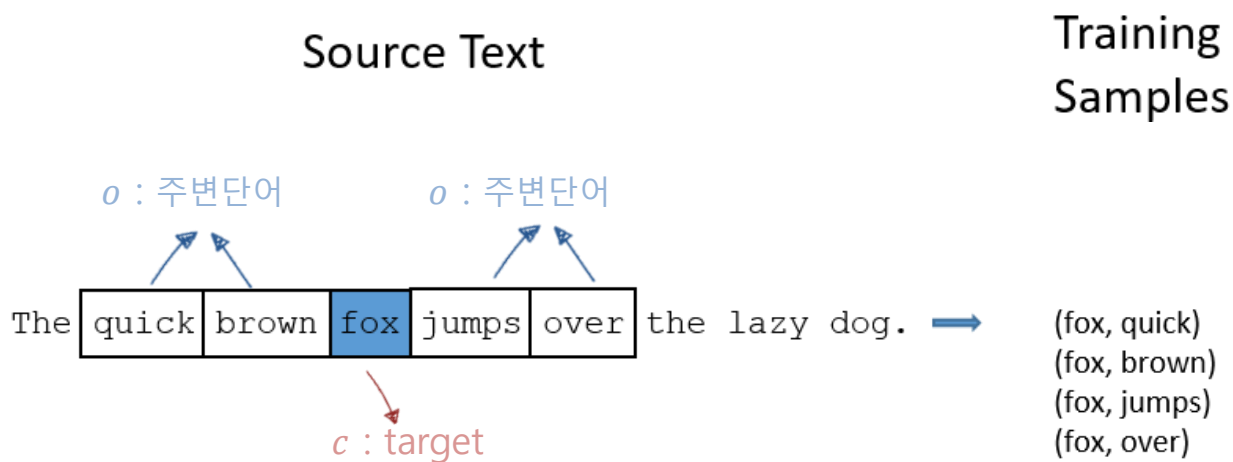 Source Text
Training
Samples
o : 주변단어
o : 주변단어
The quick brown fox jumps over the lazy dog.
(fox, quick)
(fox, brown)
(fox, jumps)
(fox, over)
c : target